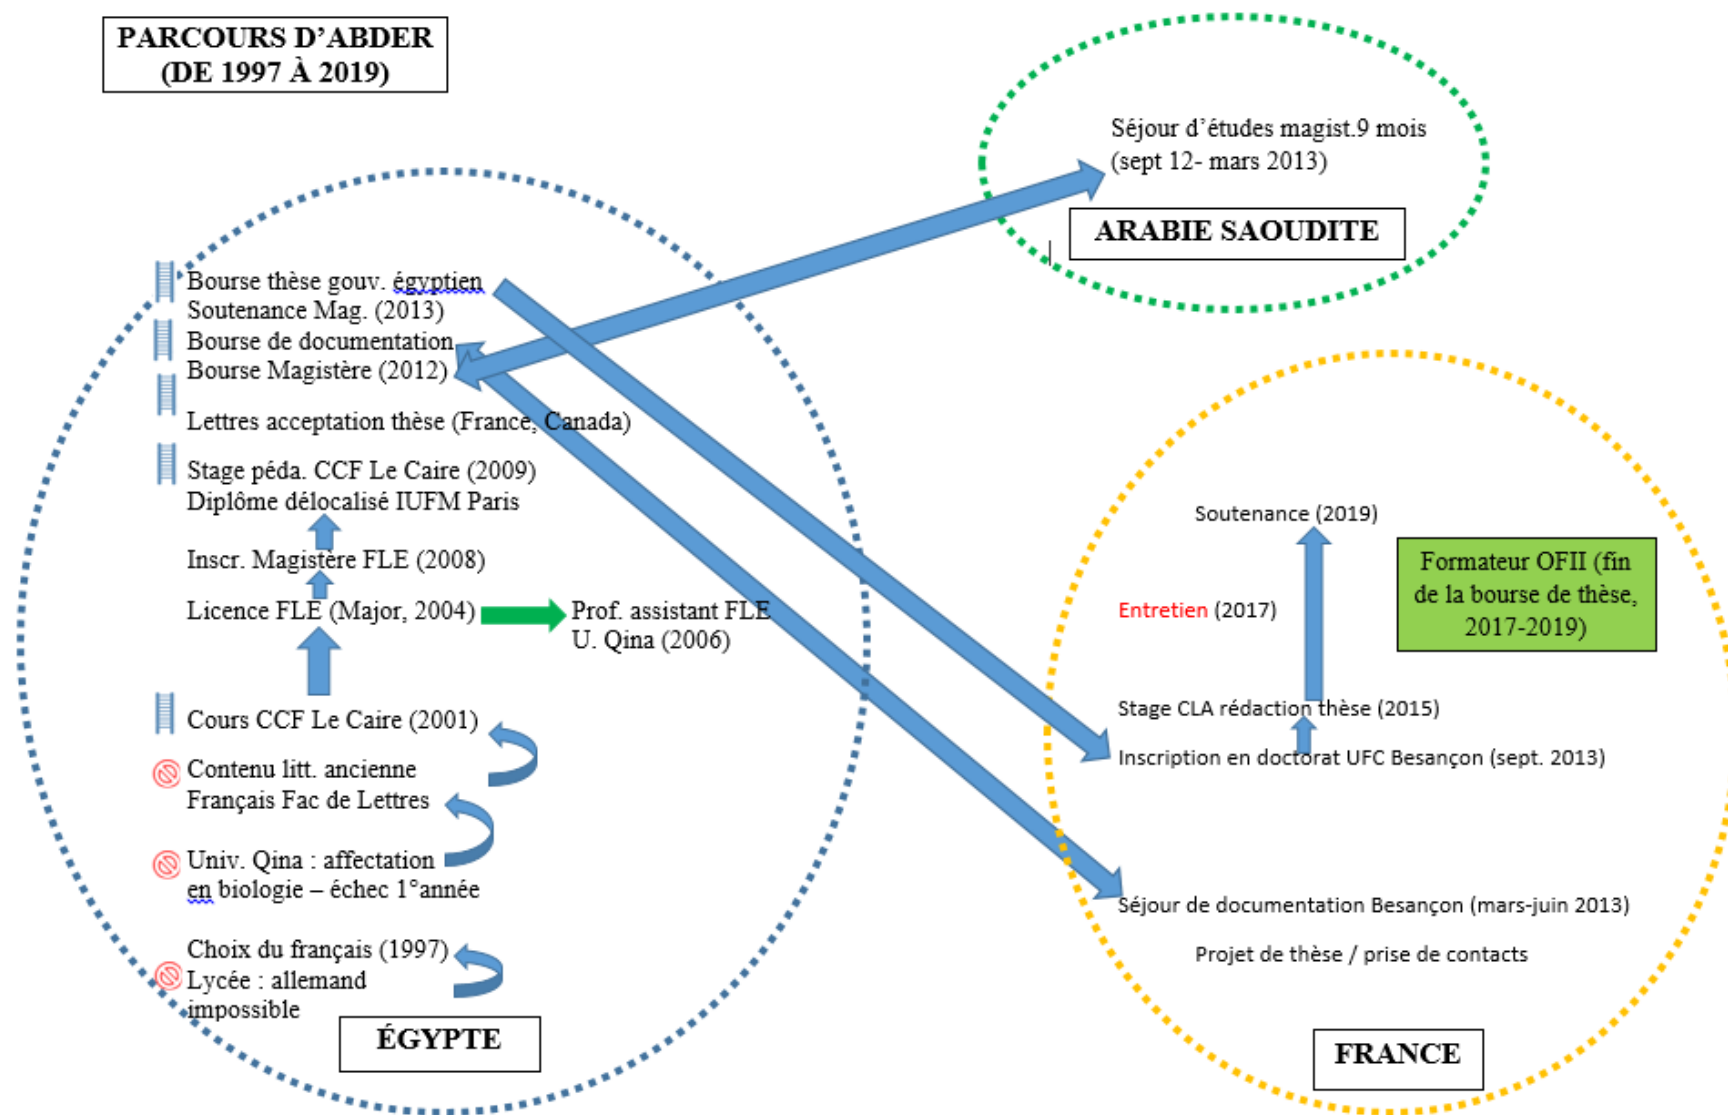 PARCOURS D'ABDER
(DE 1997 À 2019)
Séjour d'études magist.9 mois
(sept 12- mars 2013)
ARABIE SAOUDITE
Bourse thèse gouv. égyptien
Soutenance Mag. (2013)
Bourse de documentation
Bourse Magistère (2012)
Lettres acceptation thèse (France, Canada)
Stage péda. CCF Le Caire (2009)
Diplôme délocalisé IUFM Paris
Inscr. Magistère FLE (2008)
Licence FLE (Major, 2004)
Prof. assistant FLE
U. Qina (2006)
Cours CCF Le Caire (2001)
Contenu litt. ancienne
Français Fac de Lettres
Univ. Qina : affectation
en biologie – échec 1°année
Choix du français (1997)
Lycée : allemand
impossible
ÉGYPTE
Soutenance (2019)
Formateur OFII (fin
de la bourse de thèse,
2017-2019)
Entretien (2017)
Stage CLA rédaction thèse (2015)
Inscription en doctorat UFC Besançon (sept. 2013)
Séjour de documentation Besançon (mars-juin 2013)
Projet de thèse / prise de contacts
FRANCE